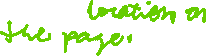 location on
the page.